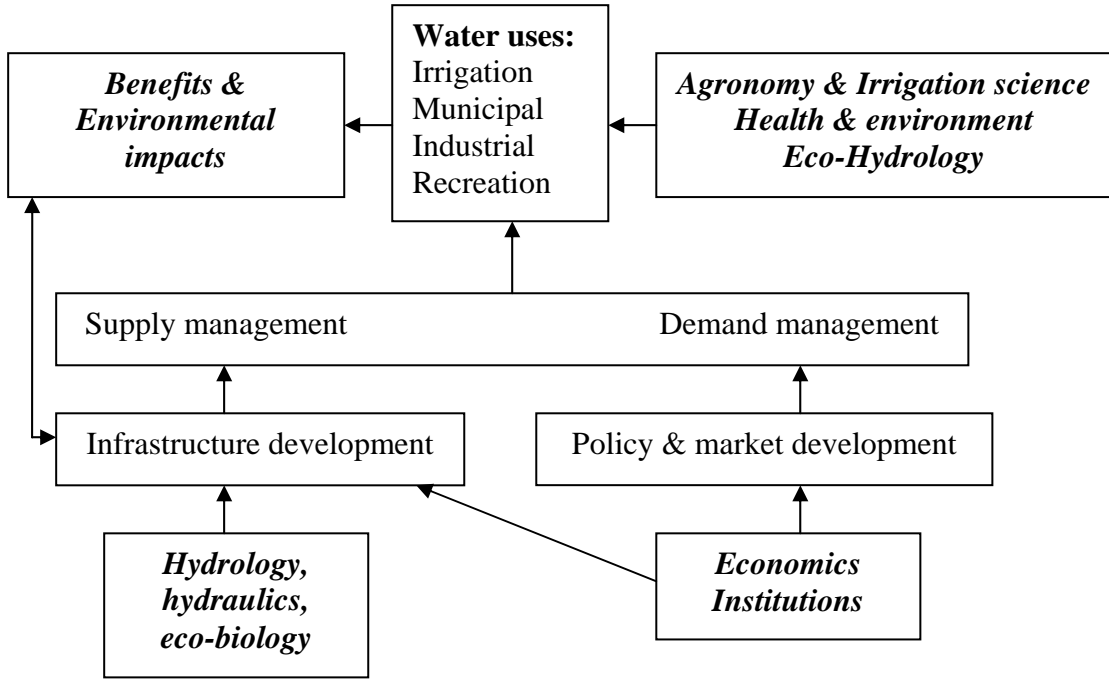 Water uses:
Irrigation
Municipal
Industrial
Recreation
Benefits &
Environmental
impacts
Agronomy & Irrigation science
Health & environment
Eco-Hydrology
Supply management
Demand management
Infrastructure development
Policy & market development
Hydrology,
hydraulics,
eco-biology
Economics
Institutions